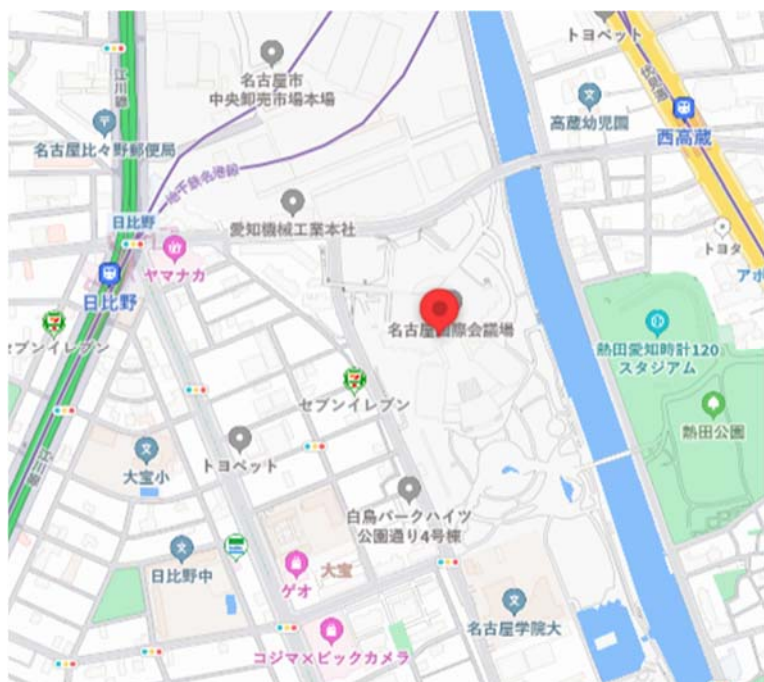 トヨペット
名古屋市
中央卸売市場本場
江川線
高蔵幼児園
伏見通
西高蔵
名古屋比々野郵便局
地下鉄名港線
日比野
愛知機械工業本社
ヤマナカ
トヨタ
日比野
アポ
名古屋国際会議場
セブンイレブン
熱田愛知時計120
スタジアム
セブンイレブン
熱田公園
トヨペット
大宝小
白鳥パークハイツ
公園通り4号棟
日比野中
大宝
ゲオ
名古屋学院大
コジマ×ビックカメラ